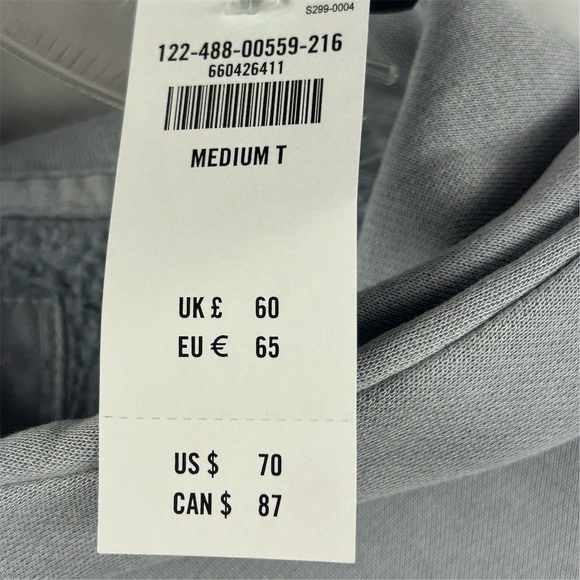 S299-0004
122-488-00559-216
660426411
MEDIUM T
UK £ 60
EU € 65
US $ 70
CAN $ 87